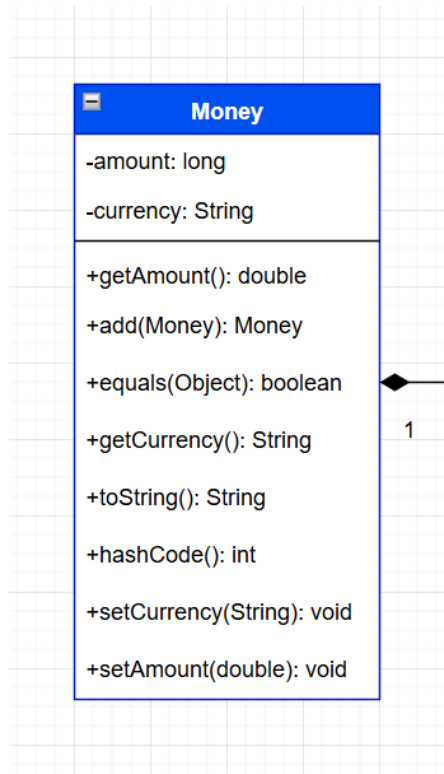 Money
-amount: long
-currency: String
+getAmount(): double
+add(Money): Money
+equals(Object): boolean
+getCurrency(): String
1
+toString(): String
+hashCode(): int
+setCurrency(String): void
+setAmount(double): void